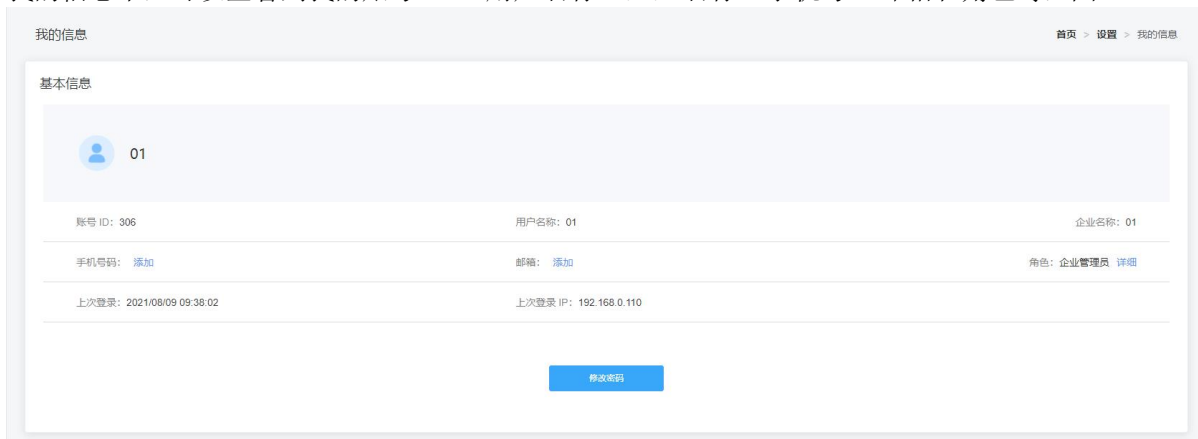 我的信息
首页 > 设置 > 我的信息
基本信息
01
账号 ID：306
用户名称：01
企业名称：01
手机号码：添加
邮箱：添加
角色：企业管理员 详细
上次登录：2021/08/09 09:38:02
上次登录 IP：192.168.0.110
修改密码